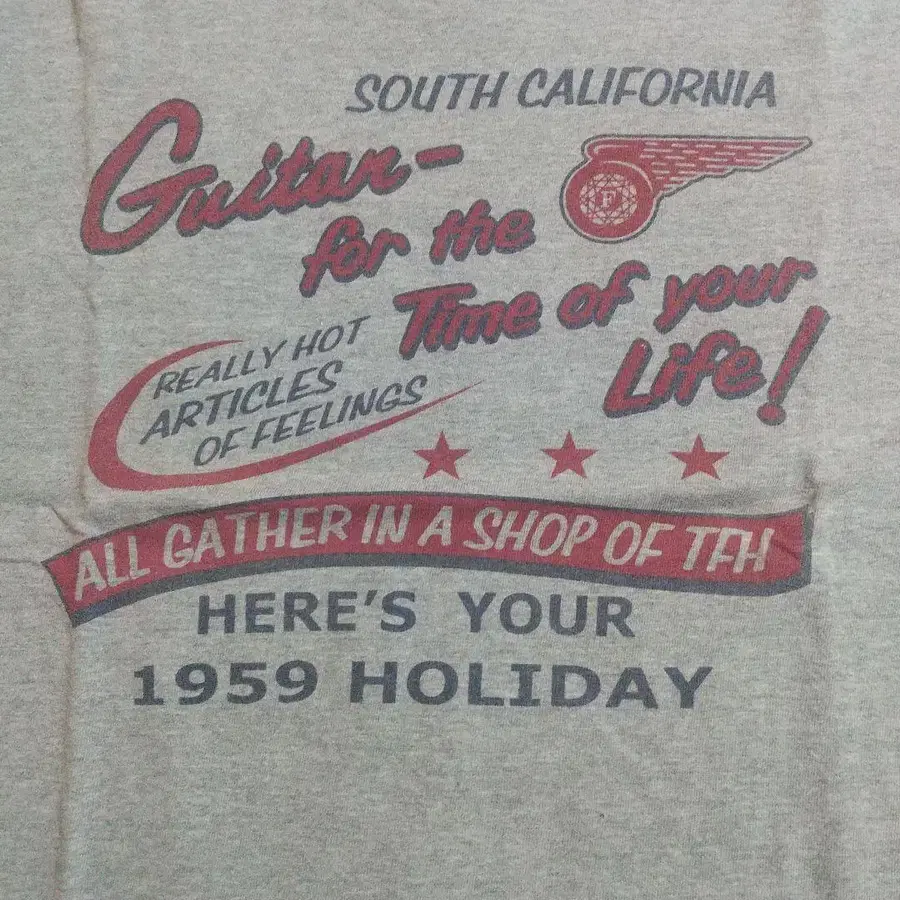 SOUTH CALIFORNIA
Guitar-
for the
Time of your
Life!
F
REALLY HOT
ARTICLES
OF FEELINGS
ALL GATHER IN A SHOP OF TFH
HERE'S YOUR
1959 HOLIDAY